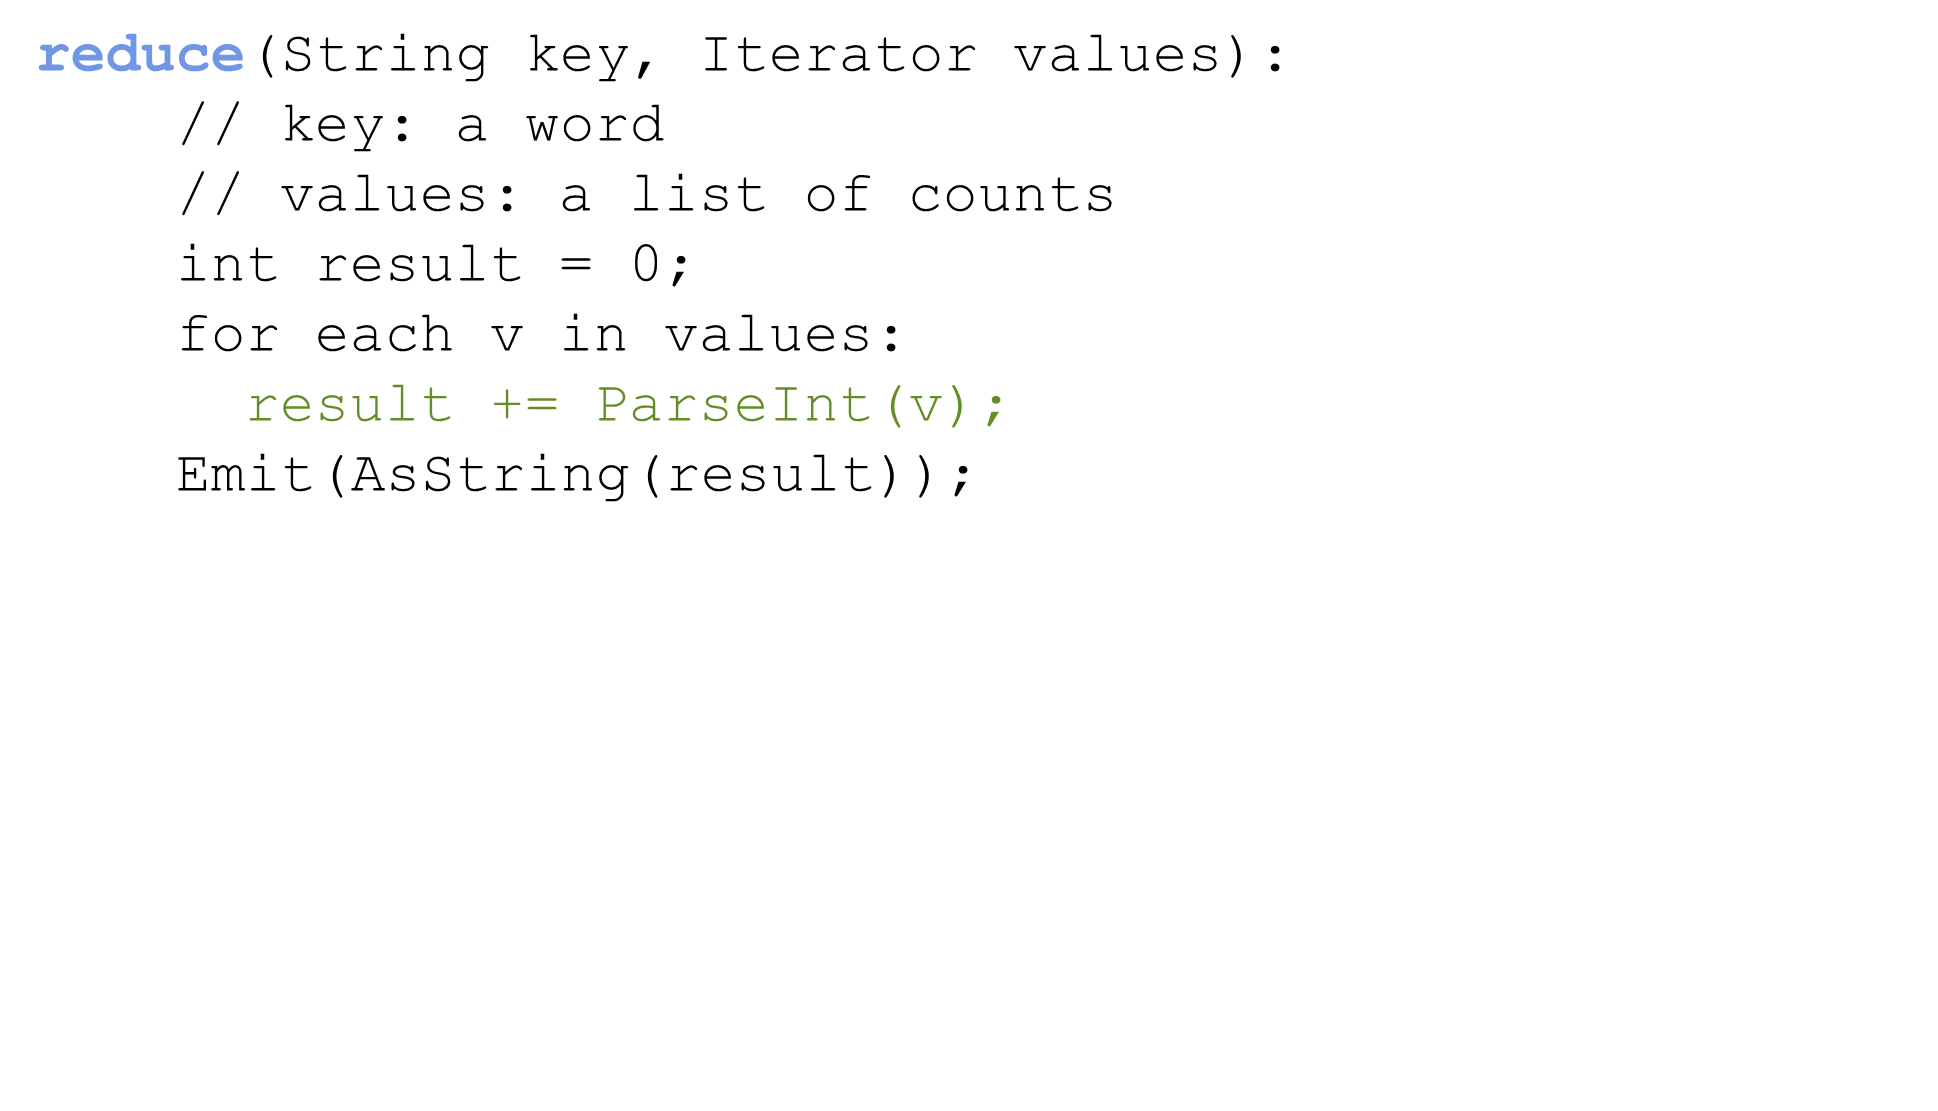 reduce(String key, Iterator values):
// key: a word
// values: a list of counts
int result = 0;
for each v in values:
result += ParseInt(v);
Emit(AsString(result));